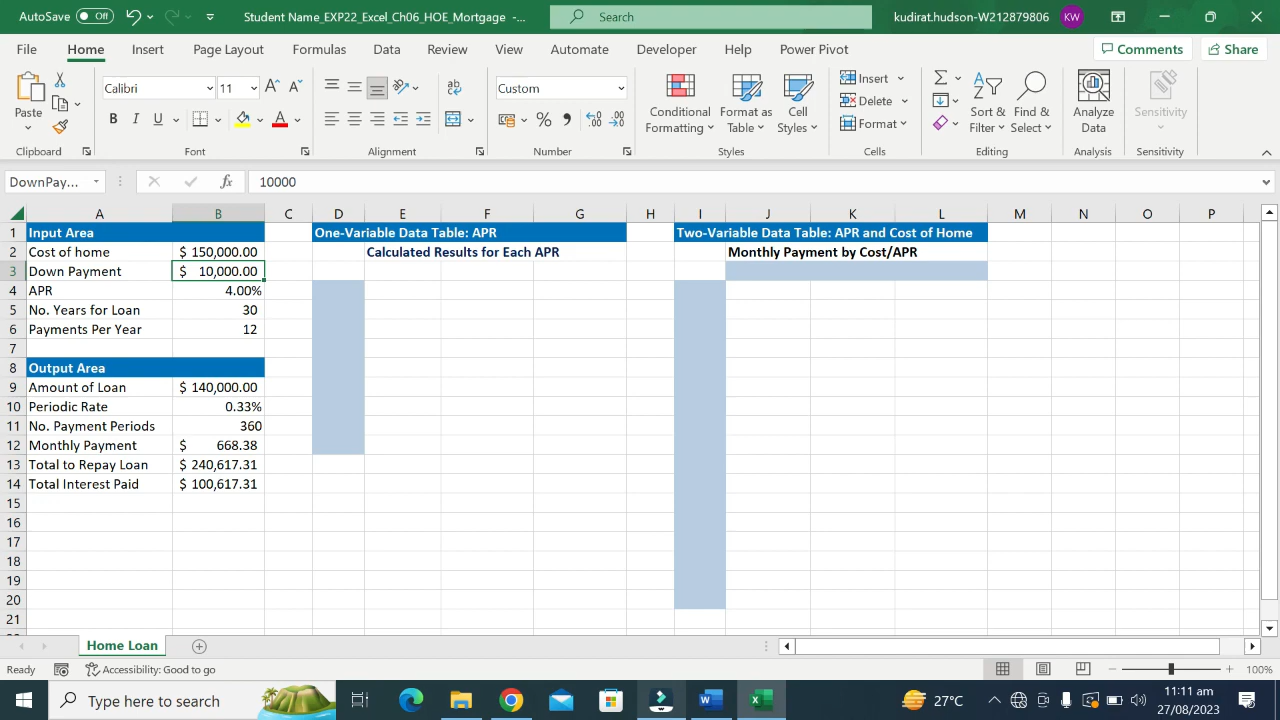 AutoSave Off Student Name_EXP22_Excel_Ch06_HOE_Mortgage -... Search kudirat.hudson-W212879806 KW
File Home Insert Page Layout Formulas Data Review View Automate Developer Help Power Pivot Comments Share
Paste Calibri 11 Custom Conditional Formatting Format as Table Cell Styles Insert Delete Format Sort & Filter Find & Select Analyze Data Sensitivity
Clipboard Font Alignment Number Styles Cells Editing Analysis Sensitivity
DownPay... fx 10000
A B C D E F G H I J K L M N O P
1 Input Area One-Variable Data Table: APR Two-Variable Data Table: APR and Cost of Home
2 Cost of home $ 150,000.00 Calculated Results for Each APR Monthly Payment by Cost/APR
3 Down Payment $ 10,000.00
4 APR 4.00%
5 No. Years for Loan 30
6 Payments Per Year 12
7
8 Output Area
9 Amount of Loan $ 140,000.00
10 Periodic Rate 0.33%
11 No. Payment Periods 360
12 Monthly Payment $ 668.38
13 Total to Repay Loan $ 240,617.31
14 Total Interest Paid $ 100,617.31
15
16
17
18
19
20
21
Home Loan
Ready Accessibility: Good to go 100%
Type here to search 27°C 11:11 am
27/08/2023